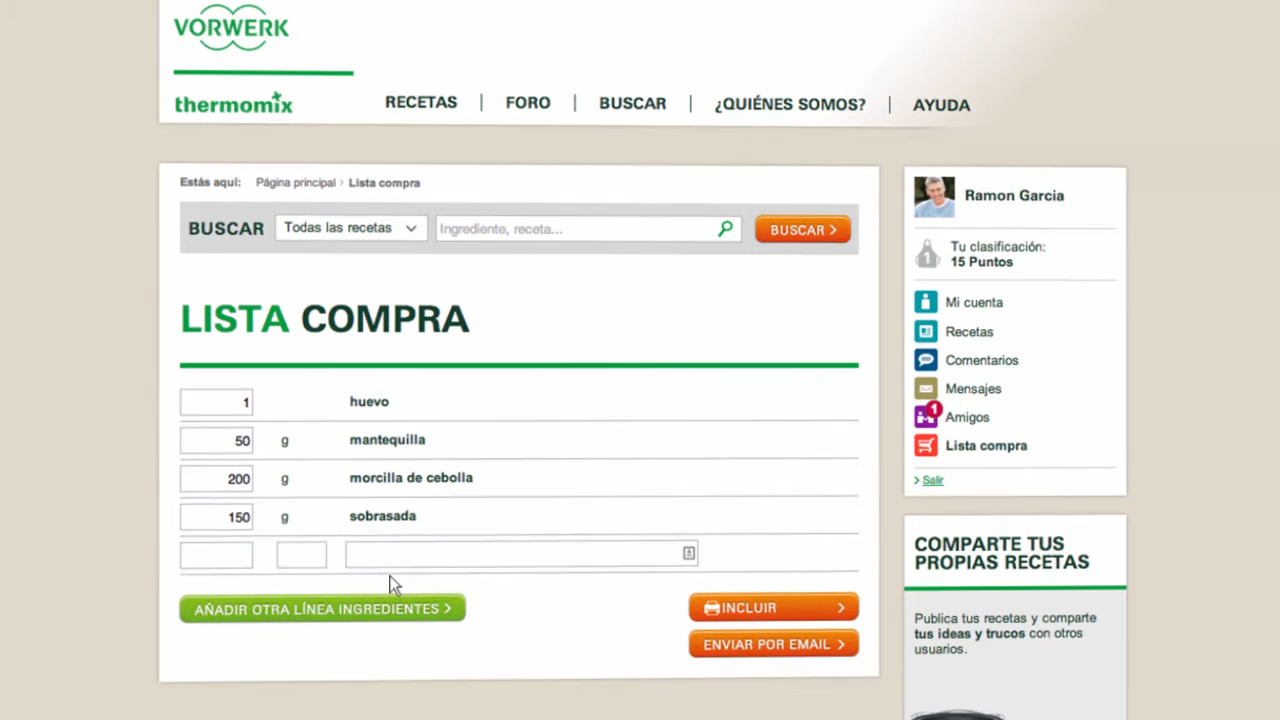 VORWERK
thermomix
RECETAS | FORO | BUSCAR | ¿QUIÉNES SOMOS? | AYUDA
Estás aquí: Página principal › Lista compra
BUSCAR Todas las recetas Ingrediente, receta... BUSCAR >
LISTA COMPRA
1 huevo
50 g mantequilla
200 g morcilla de cebolla
150 g sobrasada
AÑADIR OTRA LÍNEA INGREDIENTES >
INCLUIR >
ENVIAR POR EMAIL >
Ramon Garcia
1
Tu clasificación:
15 Puntos
Mi cuenta
Recetas
Comentarios
Mensajes
1
Amigos
Lista compra
> Salir
COMPARTE TUS
PROPIAS RECETAS
Publica tus recetas y comparte
tus ideas y trucos con otros
usuarios.